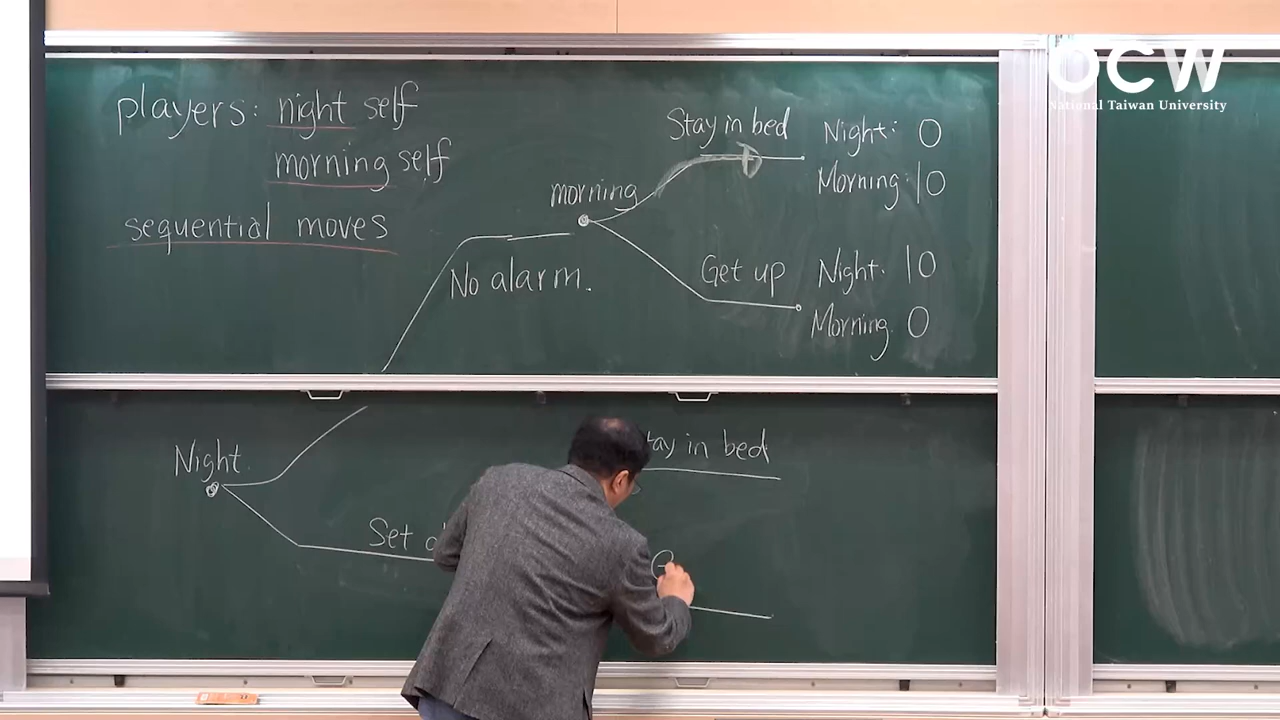 OCW
National Taiwan University
players: night self
morning self
sequential moves
morning
No alarm.
Stay in bed
Night: 0
Morning: 10
Get up
Night: 10
Morning 0
Night
Set
tay in bed
G